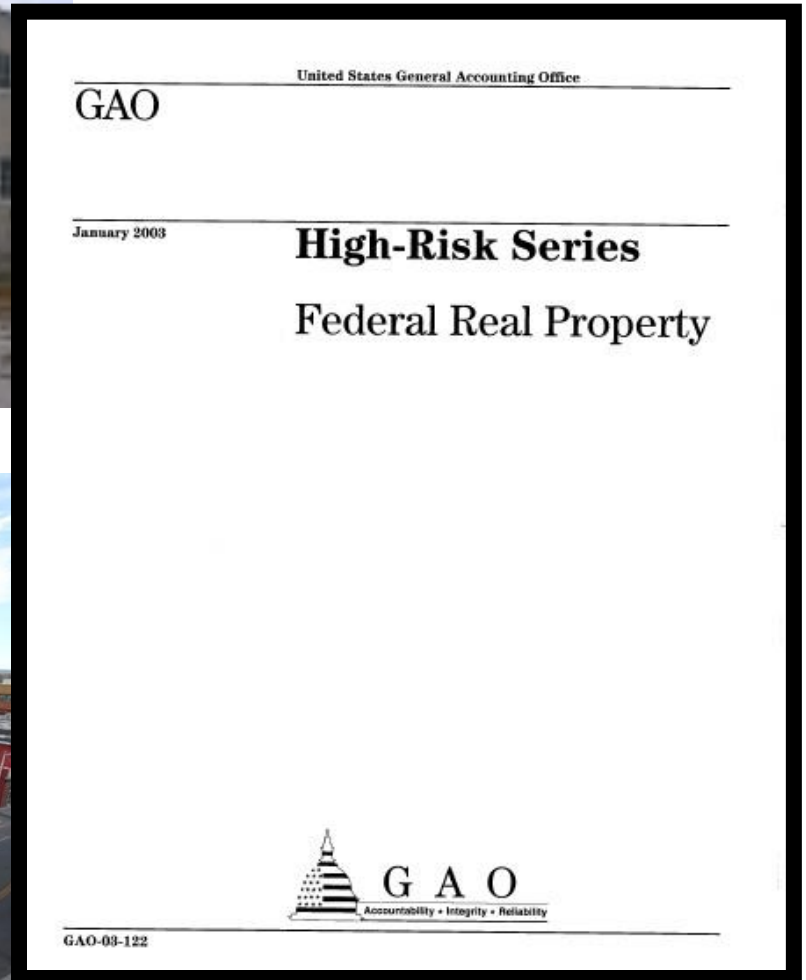 United States General Accounting Office
GAO
January 2003
High-Risk Series
Federal Real Property
G A O
Accountability * Integrity * Reliability
GAO-03-122